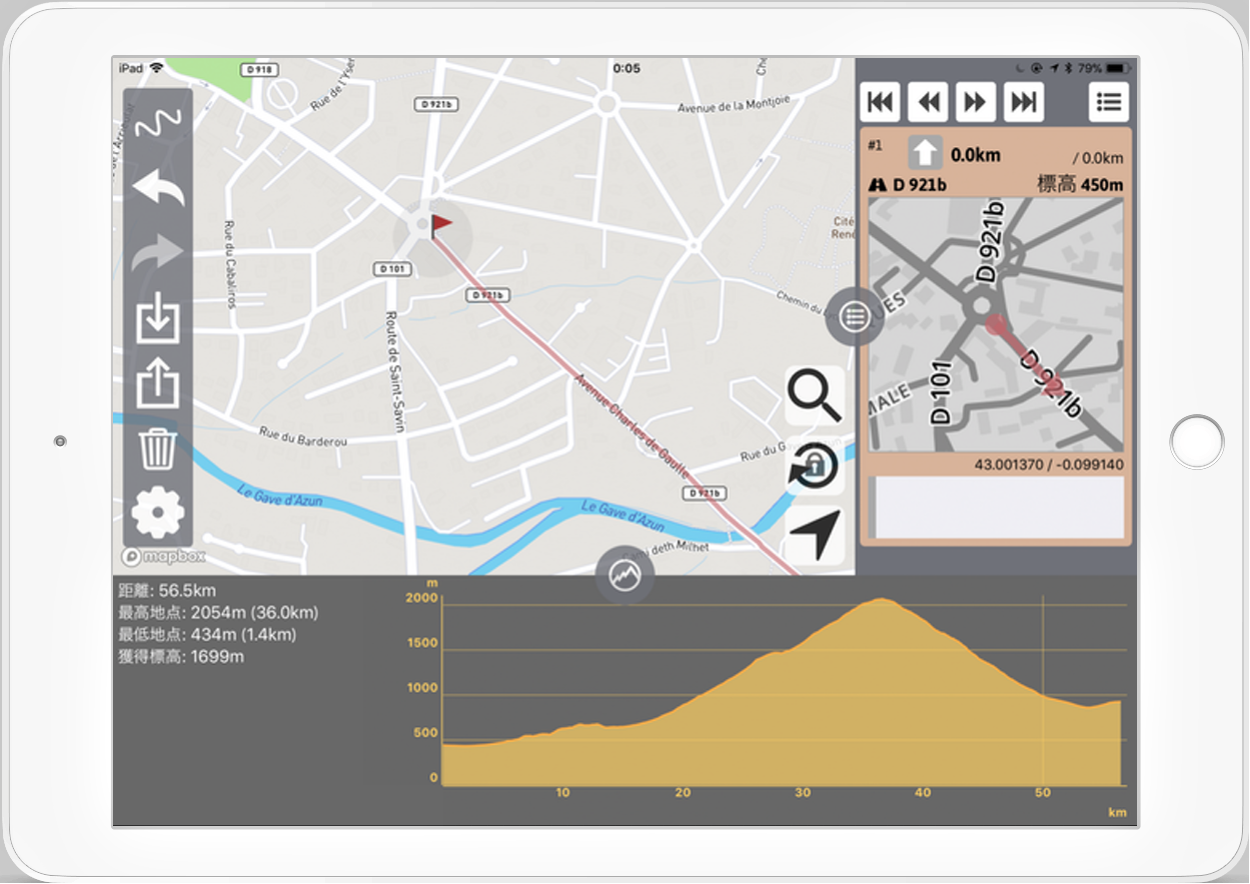 iPad
0:05
79%
D 918
Rue de l'Yser
D 921b
Avenue de la Montjoie
Rue du Cabaliros
D 101
D 921b
Route de Saint-Savin
Chemin du
Cité
René
Avenue Charles de Gaulle
Rue du Barderou
Rue du G
D 921b
Le Gave d'Azun
Le Gave d'Azun
Cami deth Milhet
mapbox
#1
0.0km
/ 0.0km
D 921b
標高 450m
D 921b
D 101
D 921b
43.001370 / -0.099140
距離: 56.5km
最高地点: 2054m (36.0km)
最低地点: 434m (1.4km)
獲得標高: 1699m
m
2000
1500
1000
500
0
10
20
30
40
50
km